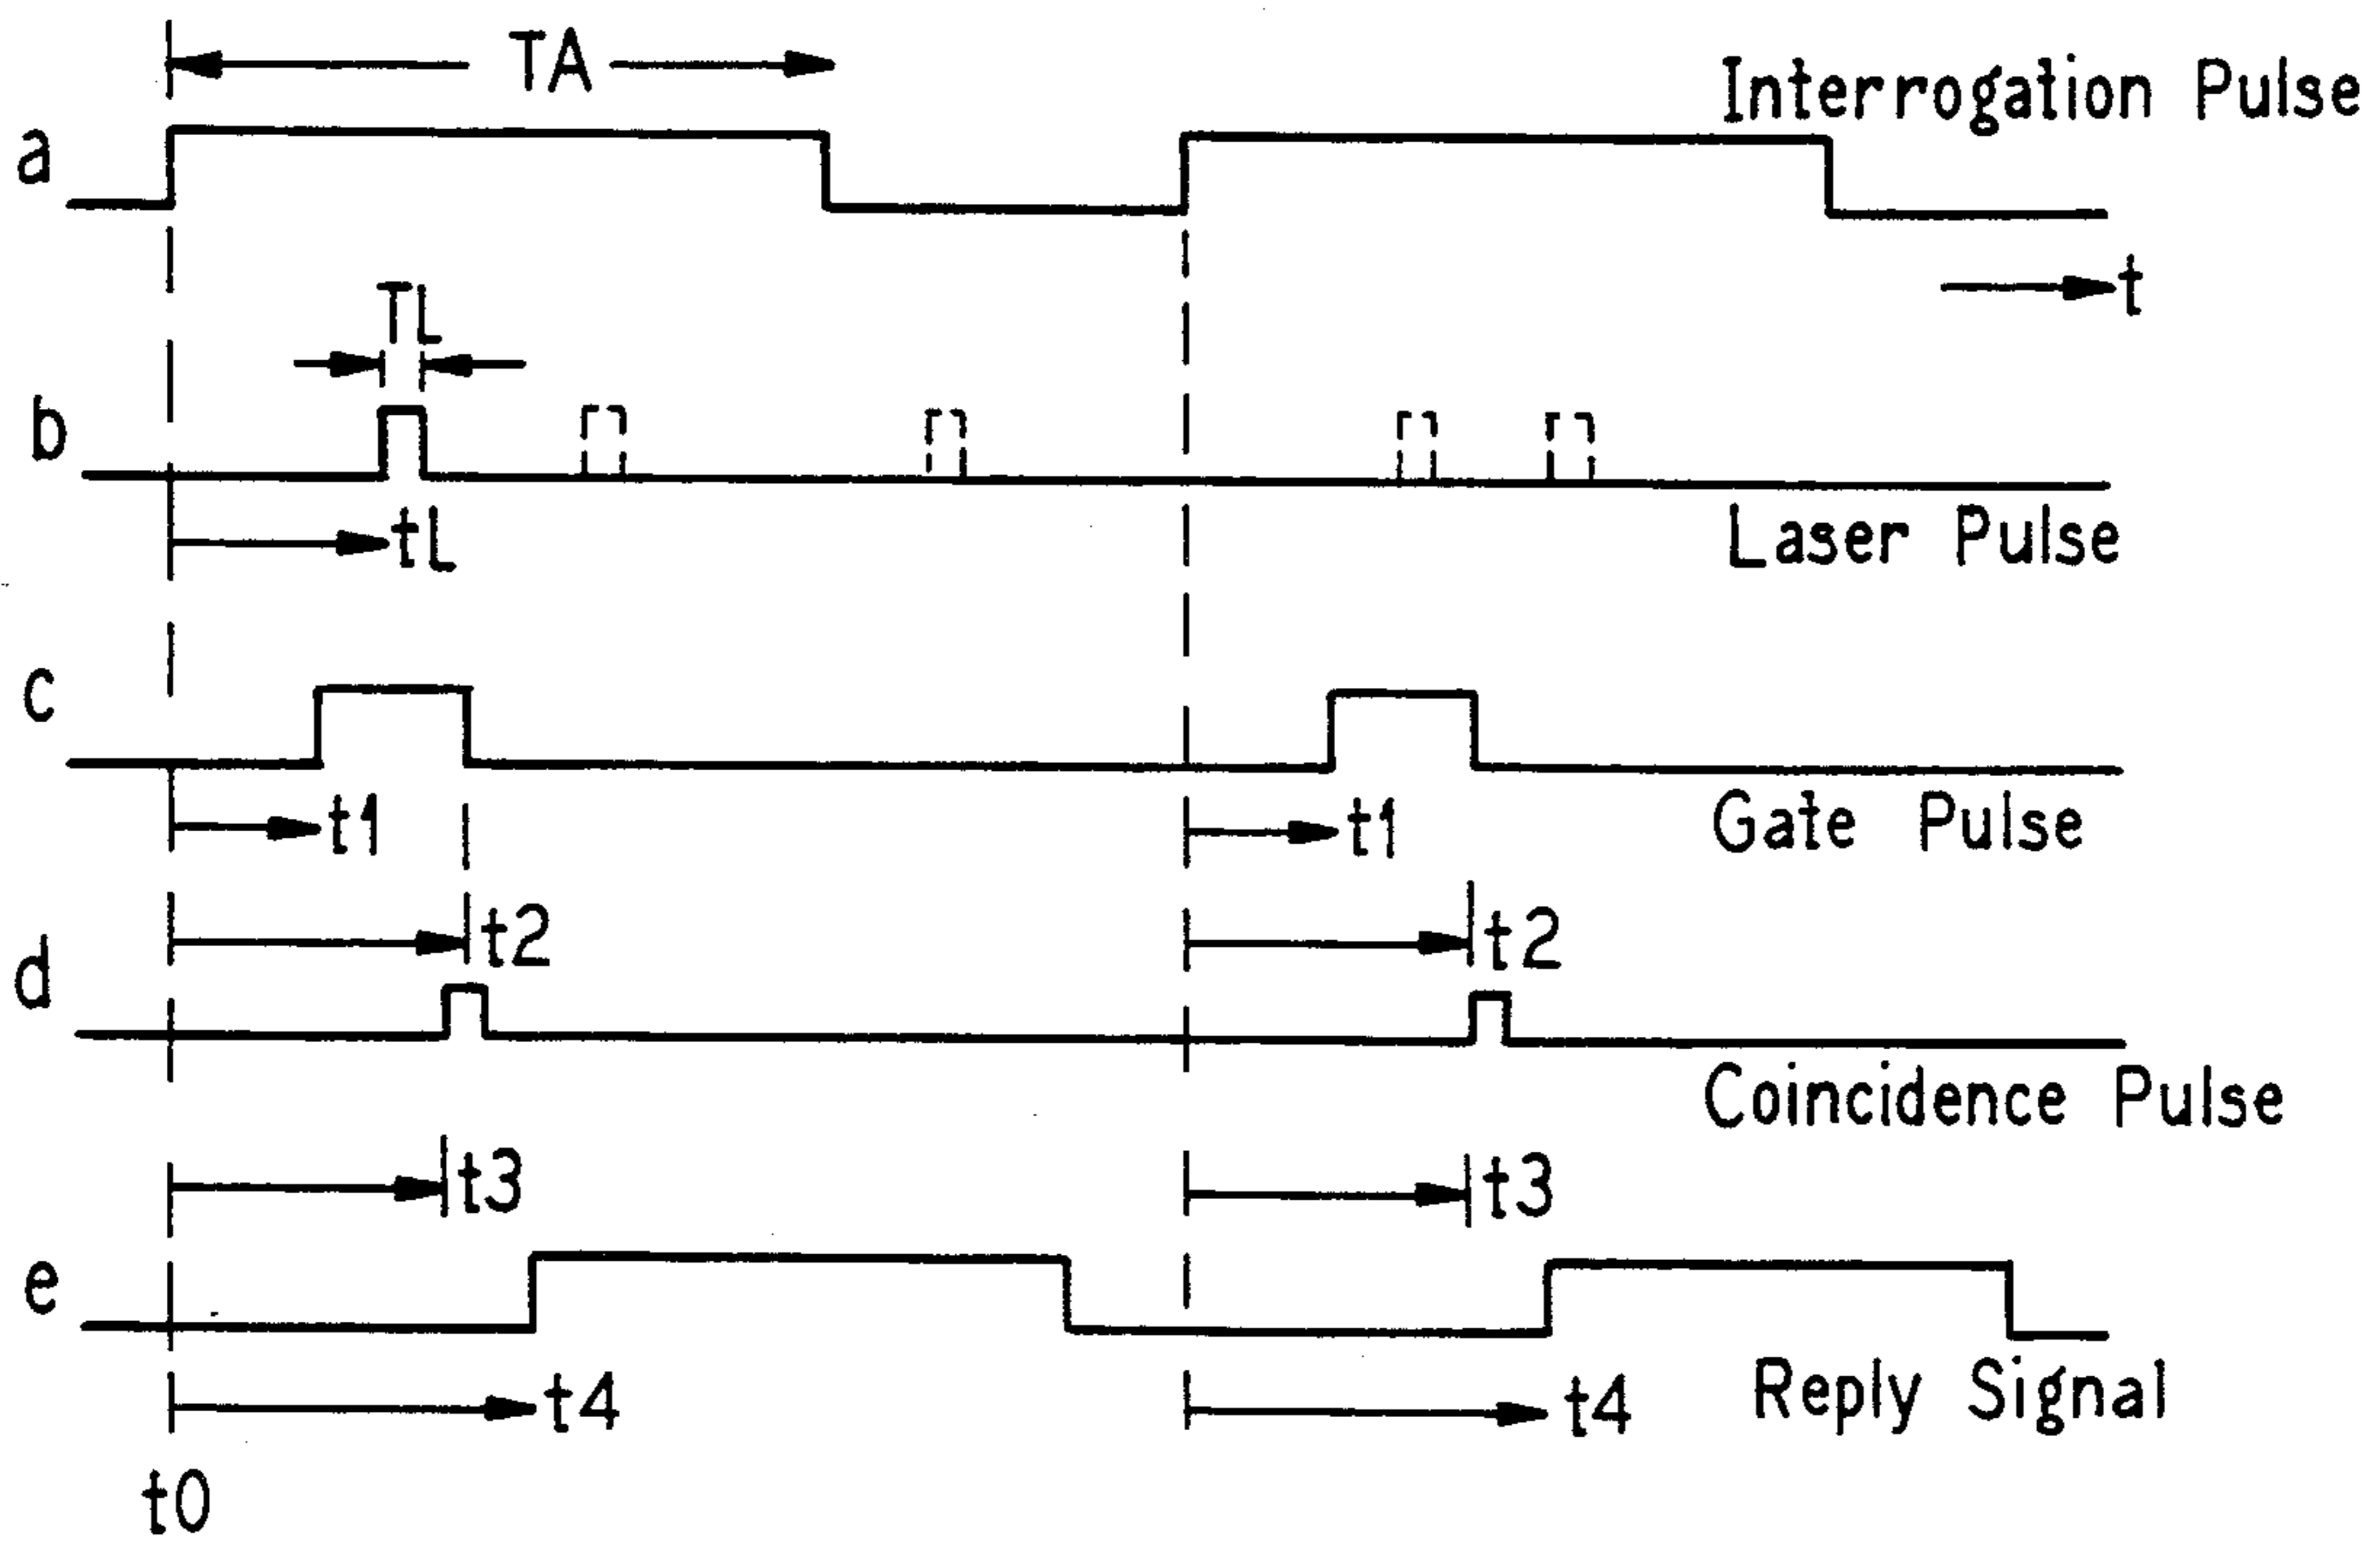 TA
Interrogation Pulse
a
t
TL
b
tL
Laser Pulse
c
t1
t1
Gate Pulse
t2
t2
d
Coincidence Pulse
t3
t3
e
t4
t4
Reply Signal
t0